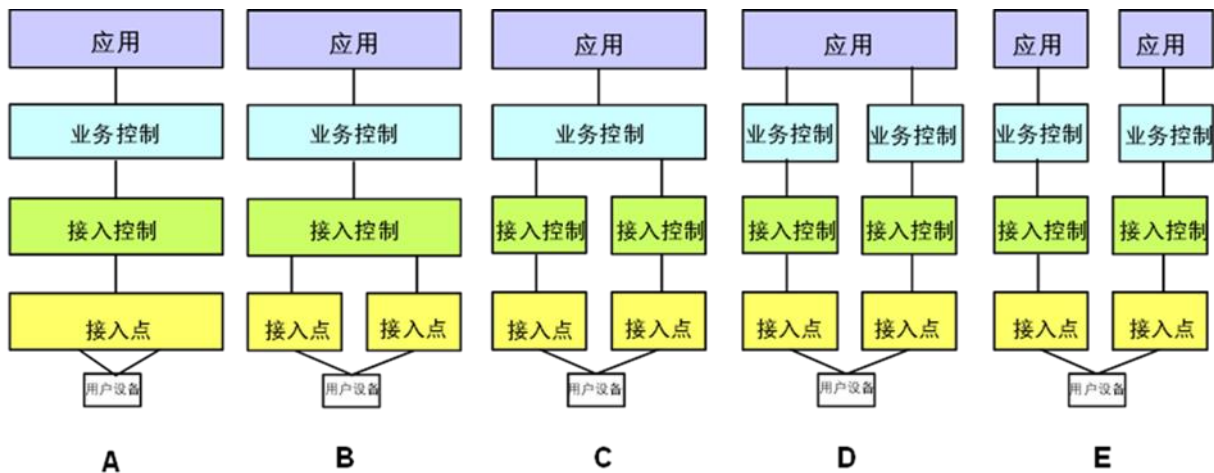 应用 应用 应用 应用 应用 应用
业务控制 业务控制 业务控制 业务控制 业务控制 业务控制 业务控制
接入控制 接入控制 接入控制 接入控制 接入控制 接入控制 接入控制 接入控制
接入点 接入点 接入点 接入点 接入点 接入点 接入点 接入点 接入点
用户设备 用户设备 用户设备 用户设备 用户设备
A B C D E